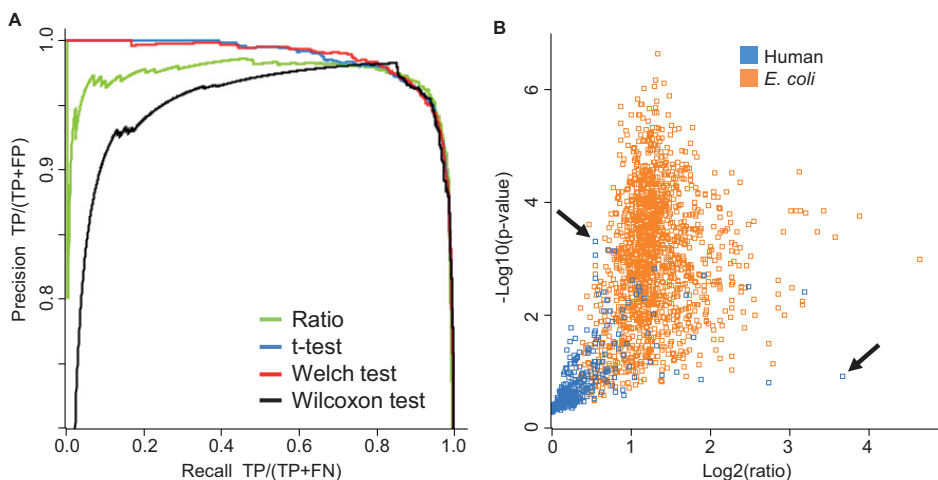 A
Precision TP/(TP+FP)
1.0
0.9
0.8
Ratio
t-test
Welch test
Wilcoxon test
0.0 0.2 0.4 0.6 0.8 1.0
Recall TP/(TP+FN)
B
Human
E. coli
-Log10(p-value)
6
4
2
0
0 1 2 3 4
Log2(ratio)